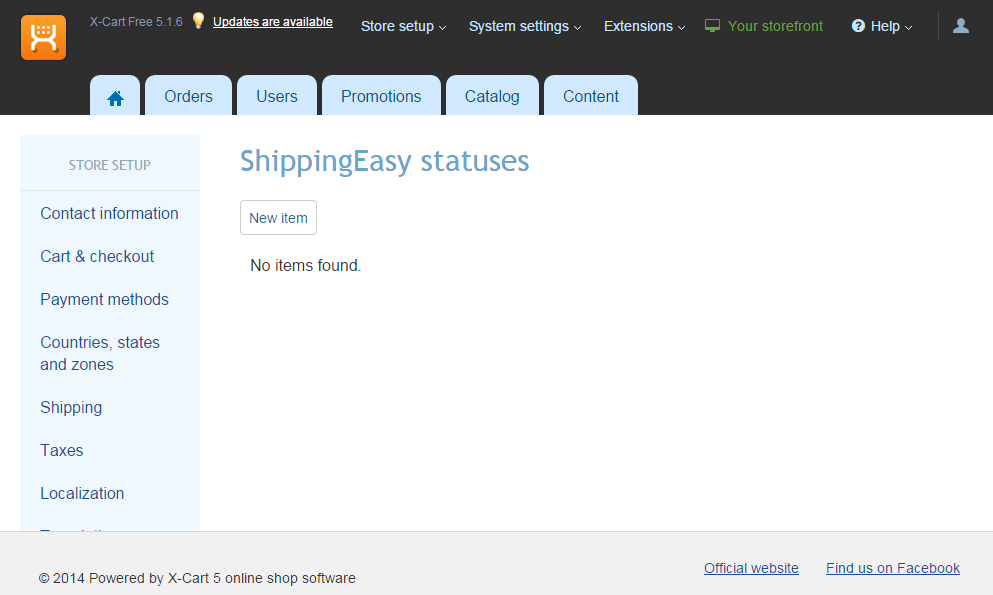 X-Cart Free 5.1.6 Updates are available Store setup System settings Extensions Your storefront Help
Orders Users Promotions Catalog Content
STORE SETUP
Contact information
Cart & checkout
Payment methods
Countries, states
and zones
Shipping
Taxes
Localization
ShippingEasy statuses
New item
No items found.
© 2014 Powered by X-Cart 5 online shop software
Official website Find us on Facebook